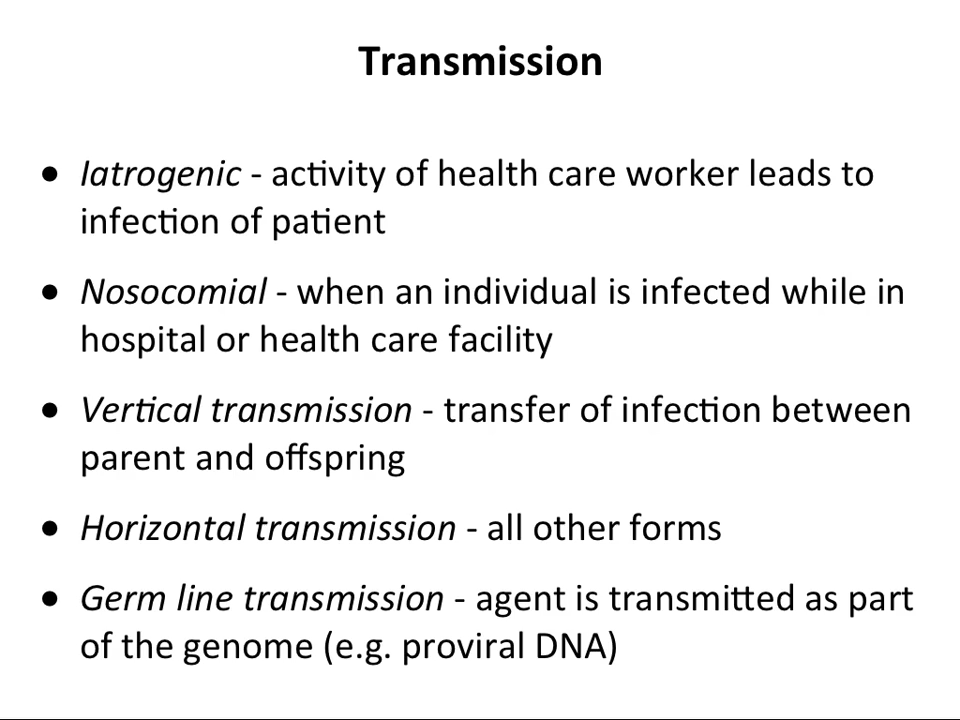 Transmission
• Iatrogenic - activity of health care worker leads to
infection of patient
• Nosocomial - when an individual is infected while in
hospital or health care facility
• Vertical transmission - transfer of infection between
parent and offspring
• Horizontal transmission - all other forms
• Germ line transmission - agent is transmitted as part
of the genome (e.g. proviral DNA)